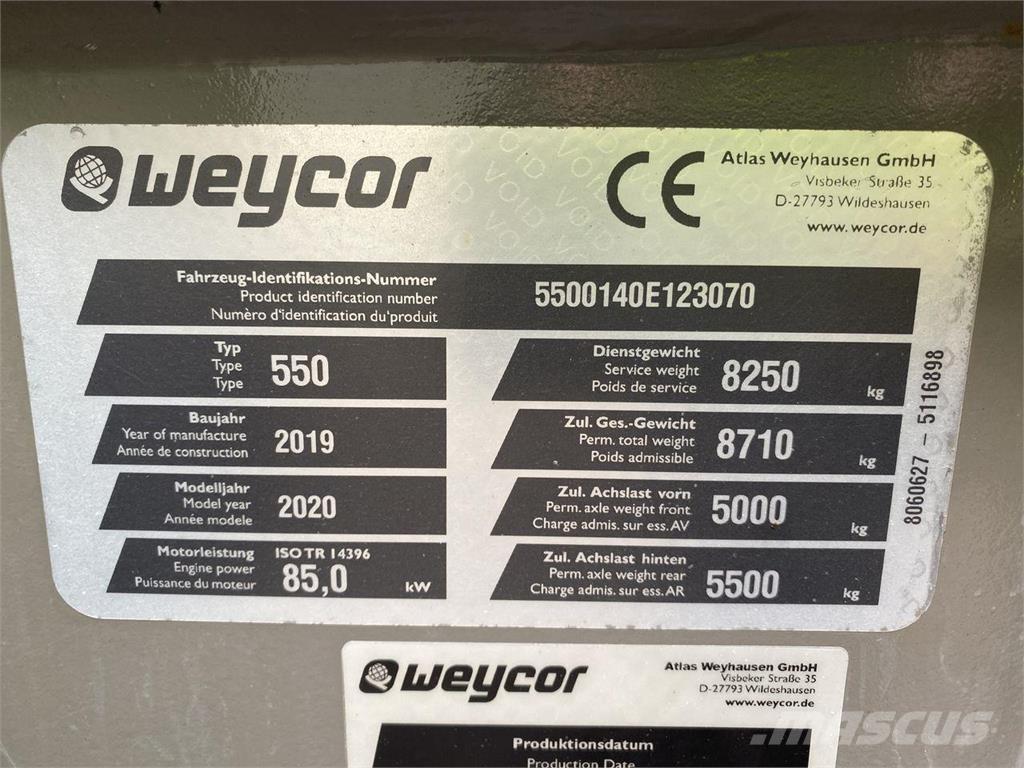 weycor
CE
Atlas Weyhausen GmbH
Visbeker Straße 35
D-27793 Wildeshausen
www.weycor.de
Fahrzeug-Identifikations-Nummer
Product identification number
Numèro d'identification du'produit
5500140E123070
Typ
Type
Type
550
Baujahr
Year of manufacture
Année de construction
2019
Modelljahr
Model year
Année modele
2020
Motorleistung ISO TR 14396
Engine power
Puissance du moteur
85,0 kW
Dienstgewicht
Service weight
Poids de service
8250 kg
Zul. Ges.-Gewicht
Perm. total weight
Poids admissible
8710 kg
Zul. Achslast vorn
Perm. axle weight front
Charge admis. sur ess. AV
5000 kg
Zul. Achslast hinten
Perm. axle weight rear
Charge admis. sur ess. AR
5500 kg
8060627 - 5116898
weycor
Atlas Weyhausen GmbH
Visbeker Straße 35
D-27793 Wildeshausen
www.weycor.de
Produktionsdatum
Production Date
mascus